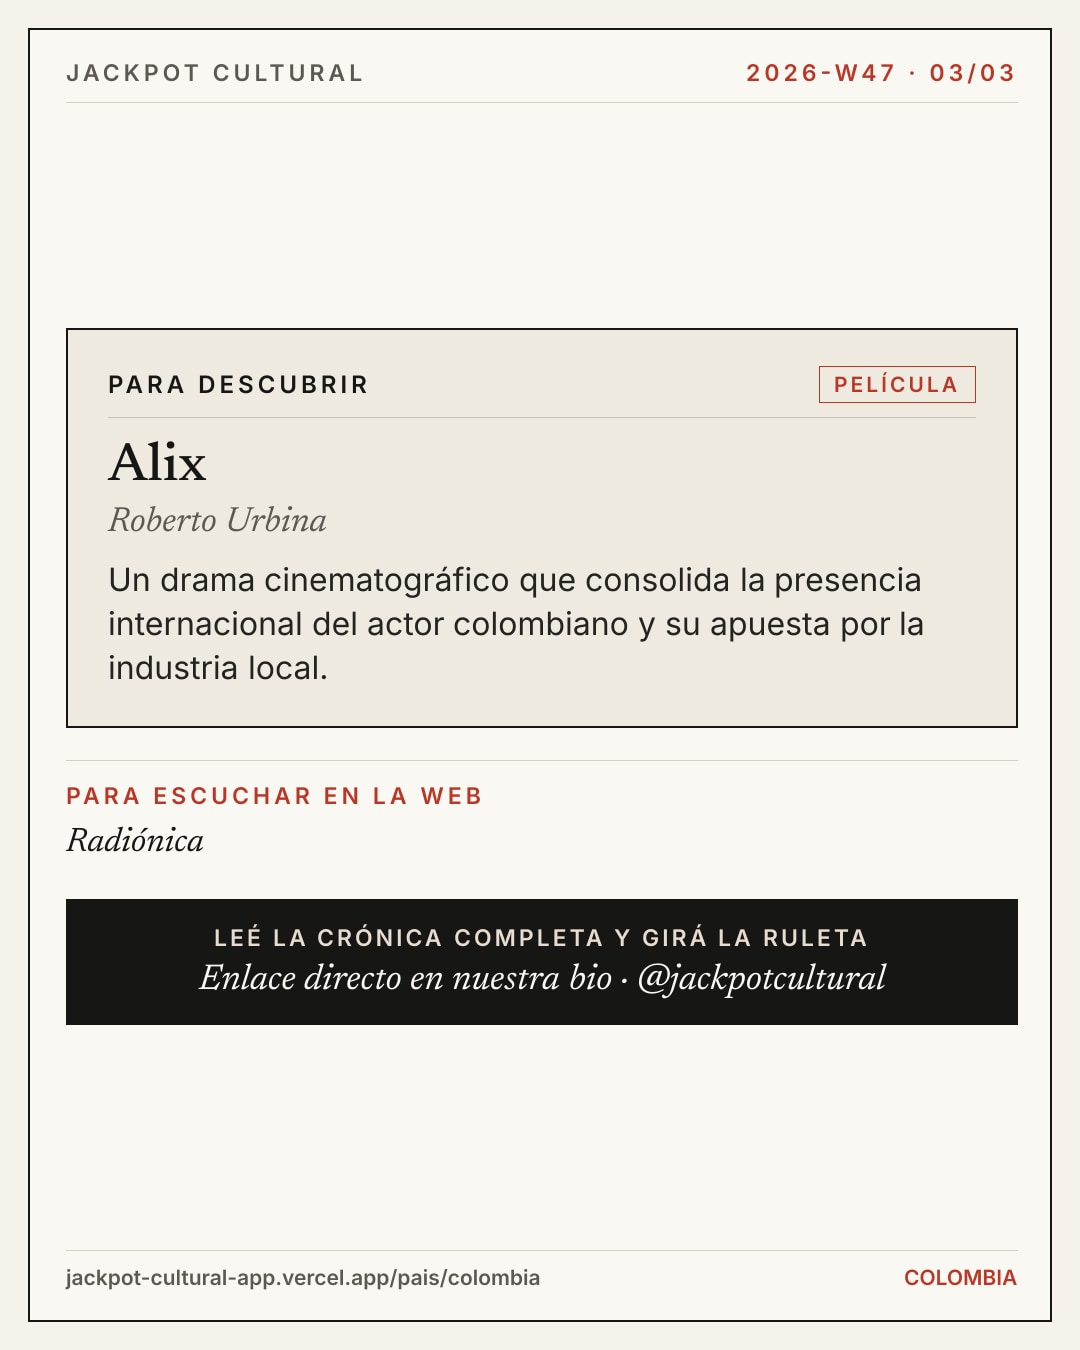 JACKPOT CULTURAL
2026-W47 · 03/03
PARA DESCUBRIR
PELÍCULA
Alix
Roberto Urbina
Un drama cinematográfico que consolida la presencia
internacional del actor colombiano y su apuesta por la
industria local.
PARA ESCUCHAR EN LA WEB
Radiónica
LEÉ LA CRÓNICA COMPLETA Y GIRÁ LA RULETA
Enlace directo en nuestra bio · @jackpotcultural
jackpot-cultural-app.vercel.app/pais/colombia
COLOMBIA